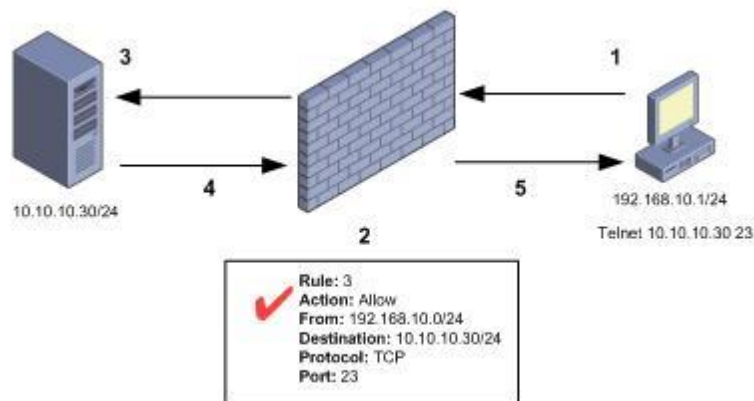 3
1
10.10.10.30/24
4
5
192.168.10.1/24
Telnet 10.10.10.30 23
2
Rule: 3
Action: Allow
From: 192.168.10.0/24
Destination: 10.10.10.30/24
Protocol: TCP
Port: 23